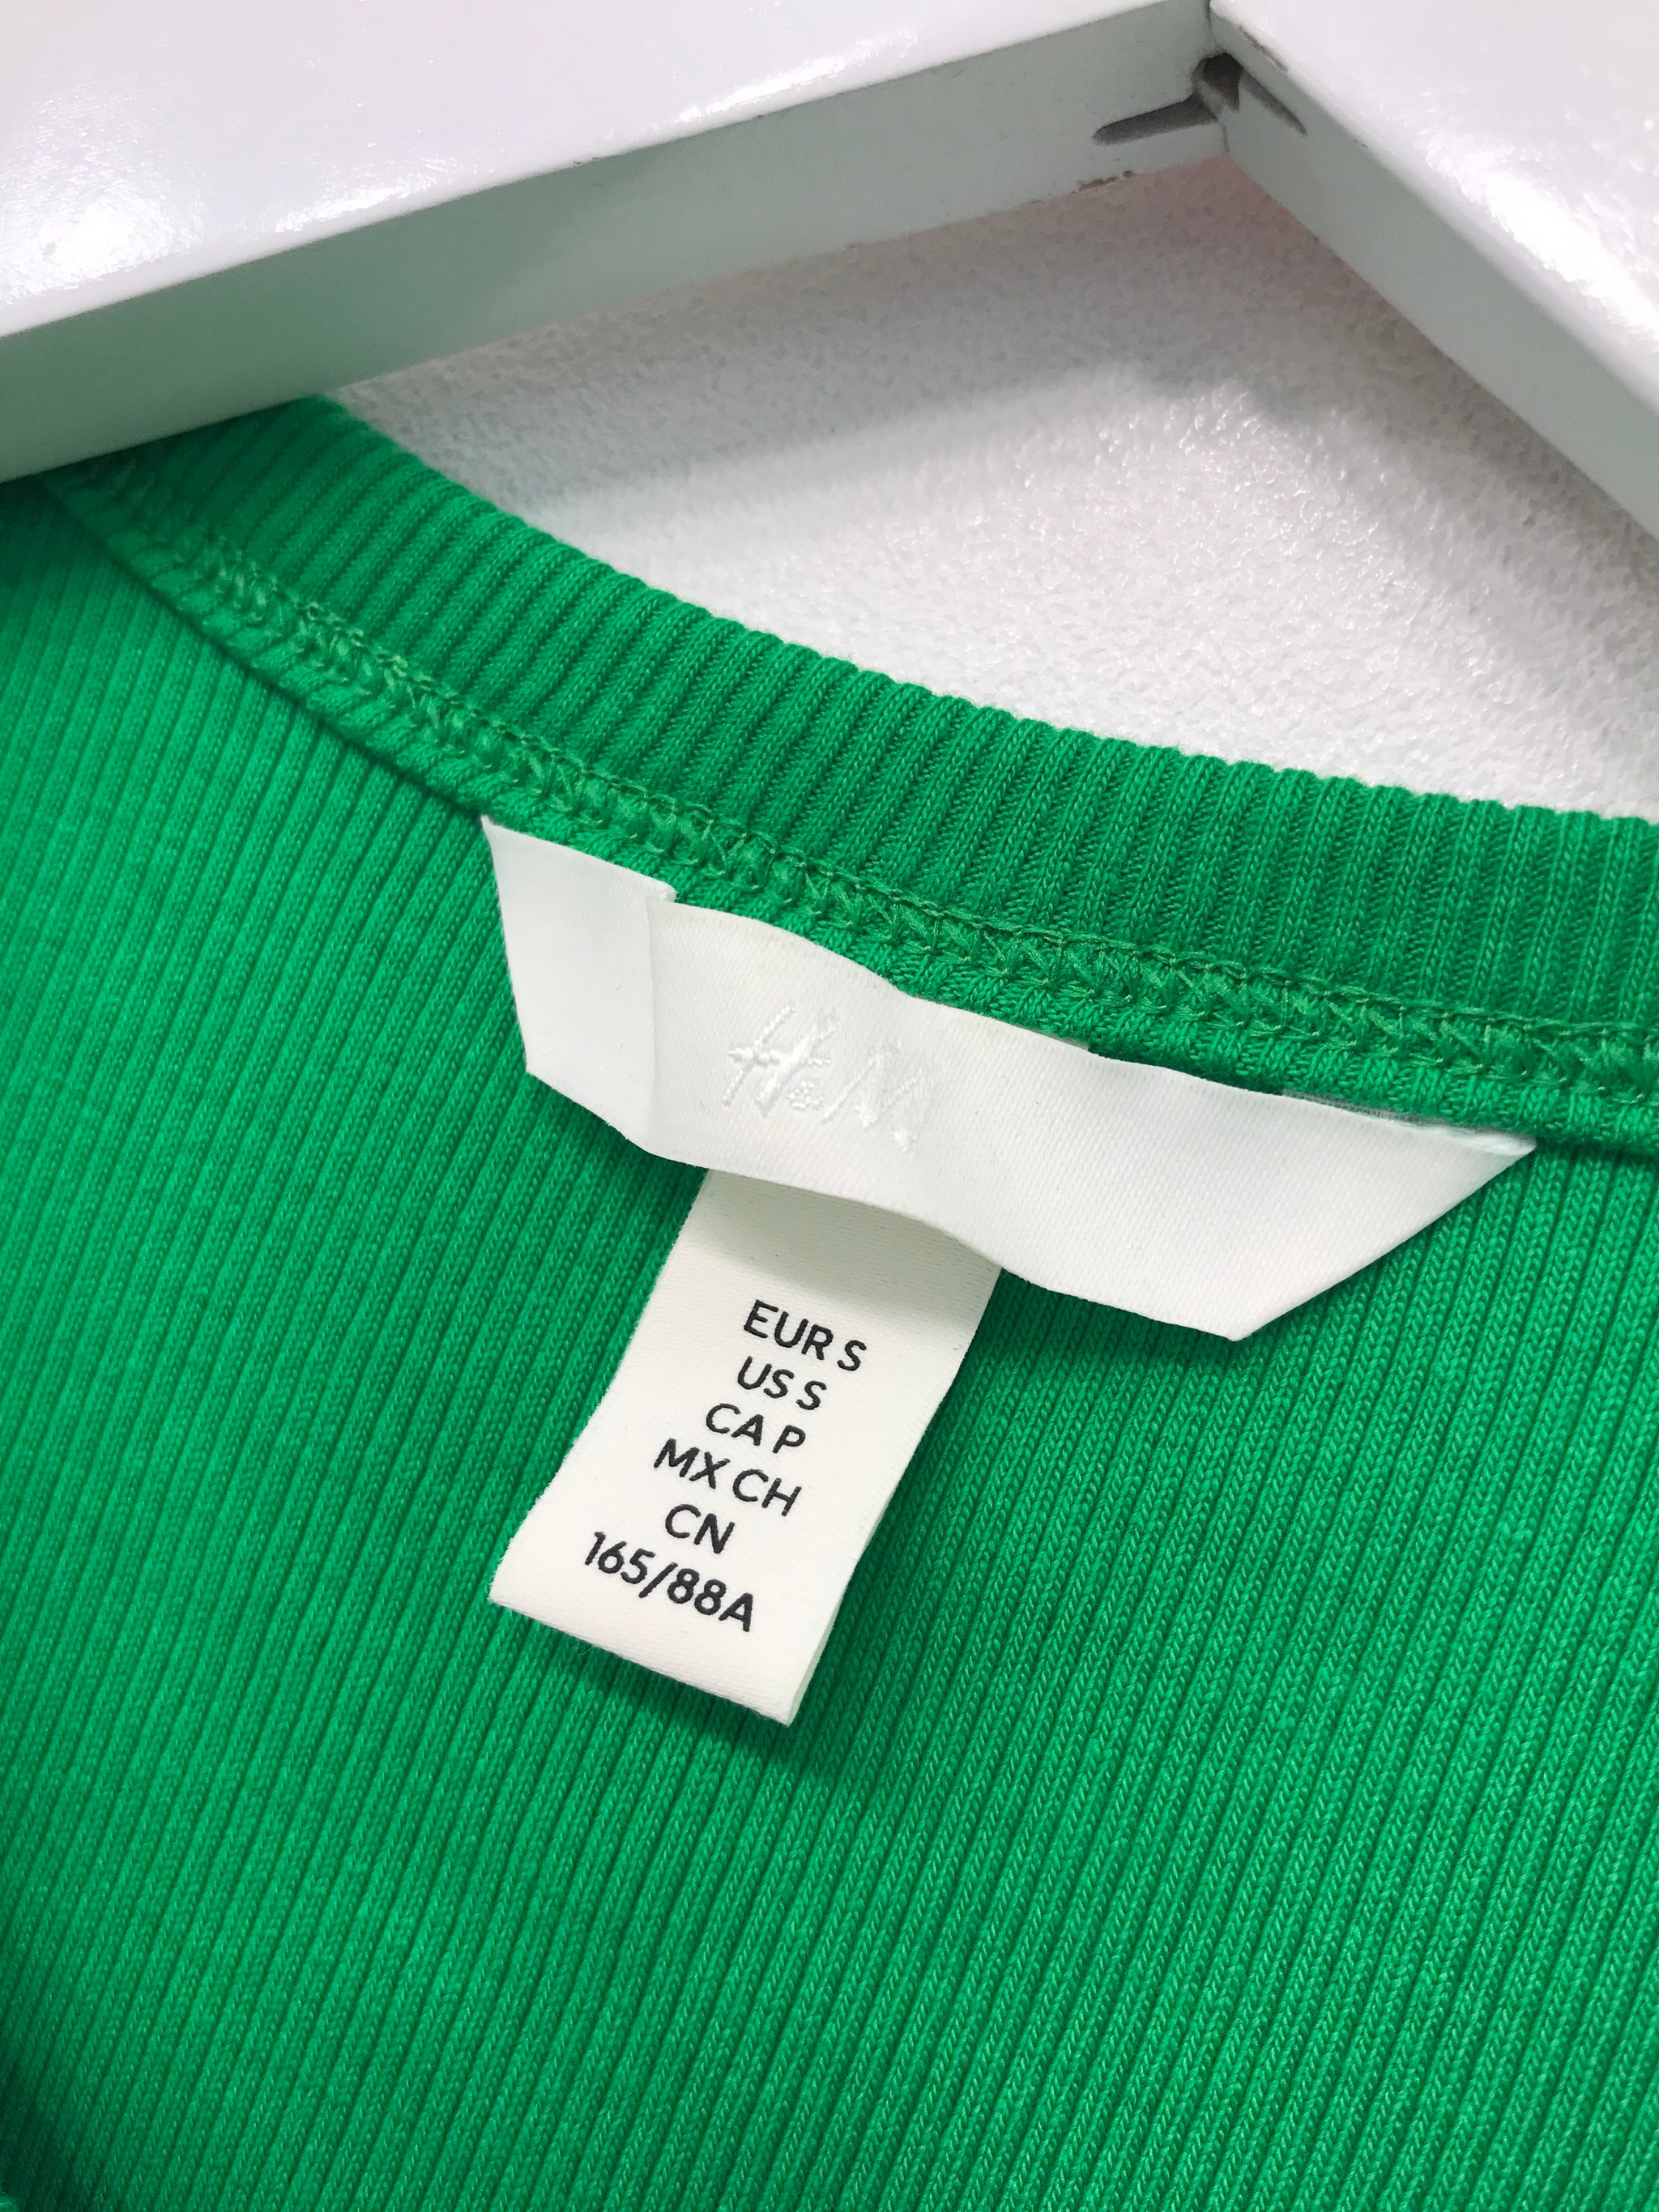 H&M
EUR S
US S
CA P
MX CH
CN
165/88A